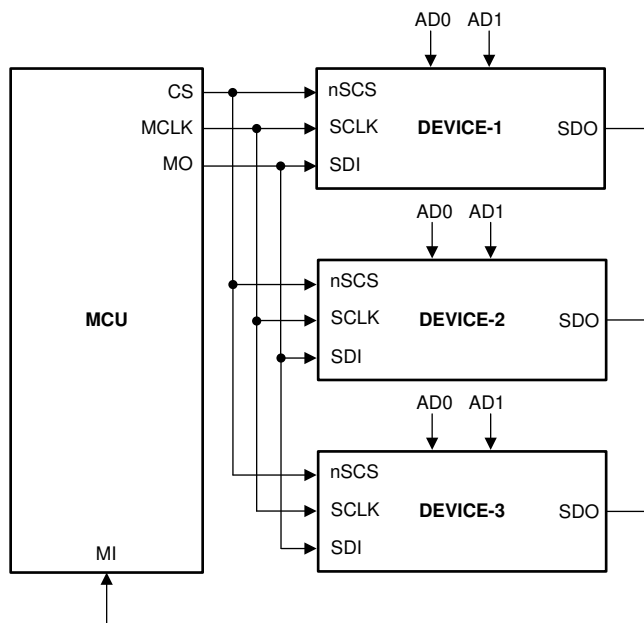 AD0 AD1
CS nSCS
MCLK SCLK DEVICE-1 SDO
MO SDI
AD0 AD1
nSCS
MCU SCLK DEVICE-2 SDO
SDI
AD0 AD1
nSCS
SCLK DEVICE-3 SDO
MI SDI